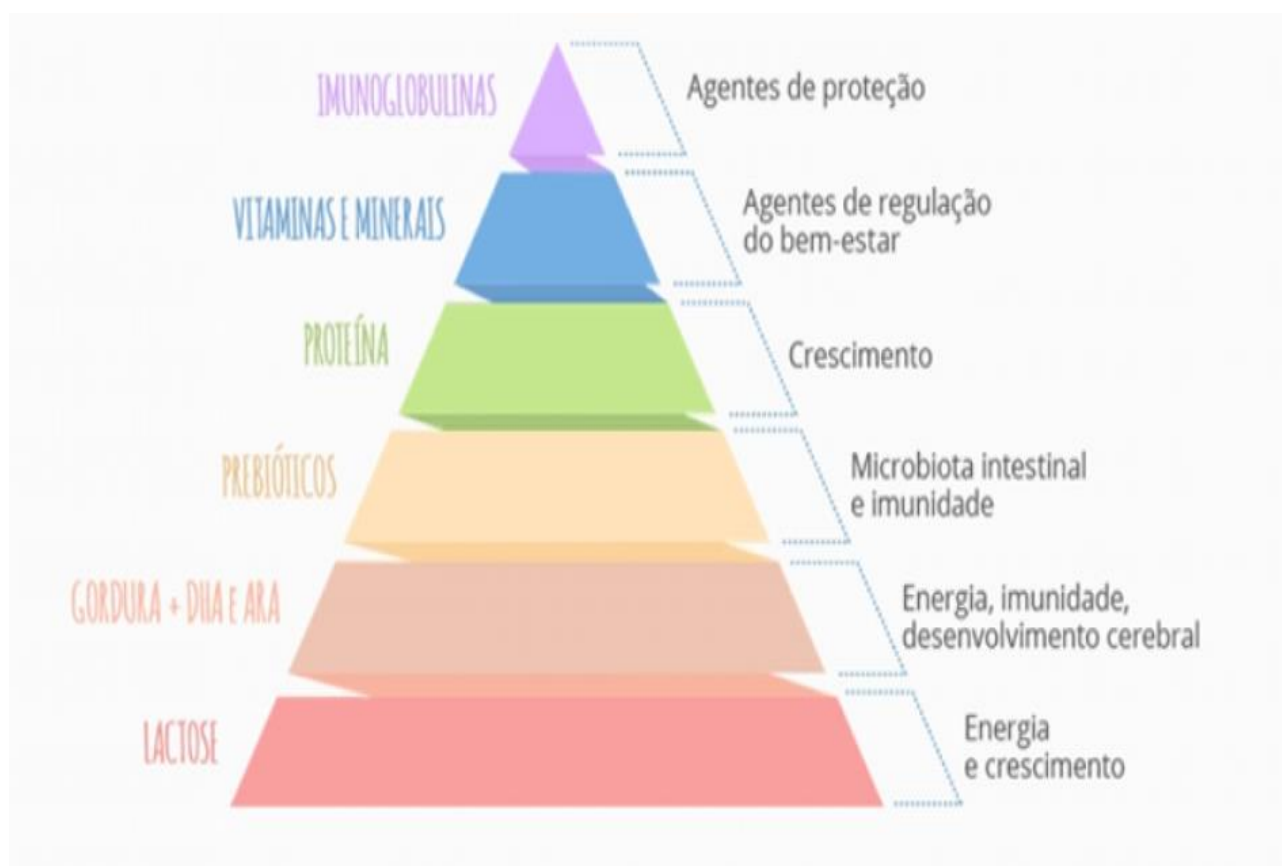 IMUNOGLOBULINAS
Agentes de proteção
VITAMINAS E MINERAIS
Agentes de regulação
do bem-estar
PROTEÍNA
Crescimento
PREBIÓTICOS
Microbiota intestinal
e imunidade
GORDURA + DHA E ARA
Energia, imunidade,
desenvolvimento cerebral
LACTOSE
Energia
e crescimento